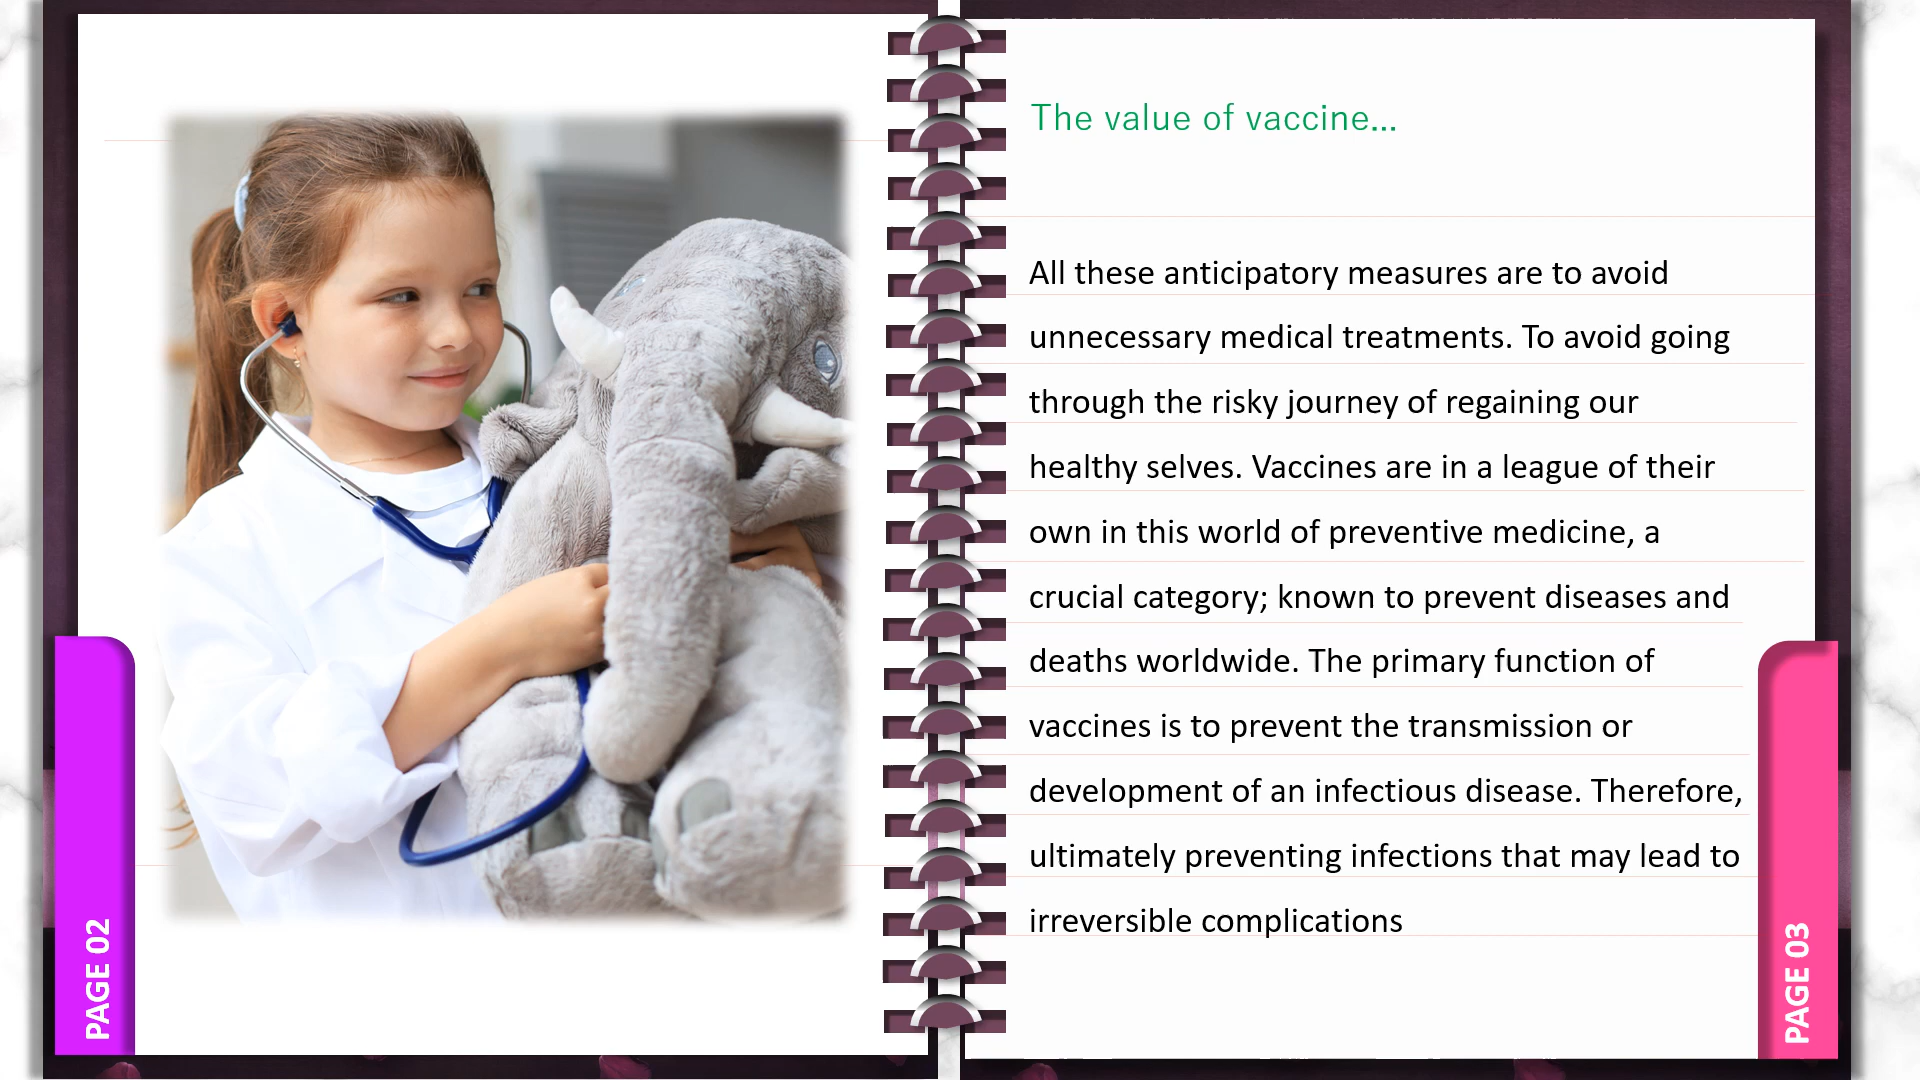 The value of vaccine...
All these anticipatory measures are to avoid
unnecessary medical treatments. To avoid going
through the risky journey of regaining our
healthy selves. Vaccines are in a league of their
own in this world of preventive medicine, a
crucial category; known to prevent diseases and
deaths worldwide. The primary function of
vaccines is to prevent the transmission or
development of an infectious disease. Therefore,
ultimately preventing infections that may lead to
irreversible complications
PAGE 02
PAGE 03